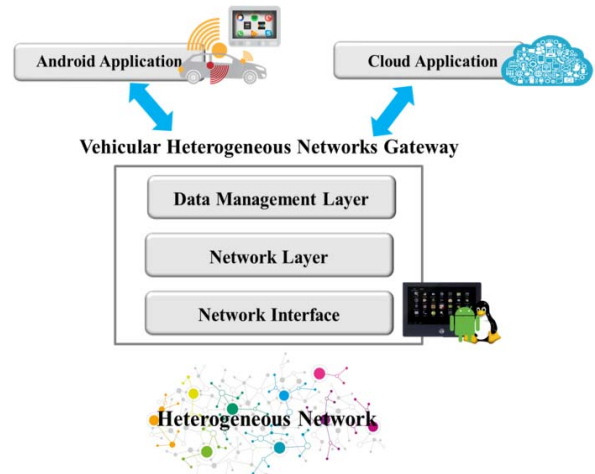 Android Application
Cloud Application
Vehicular Heterogeneous Networks Gateway
Data Management Layer
Network Layer
Network Interface
Heterogeneous Network